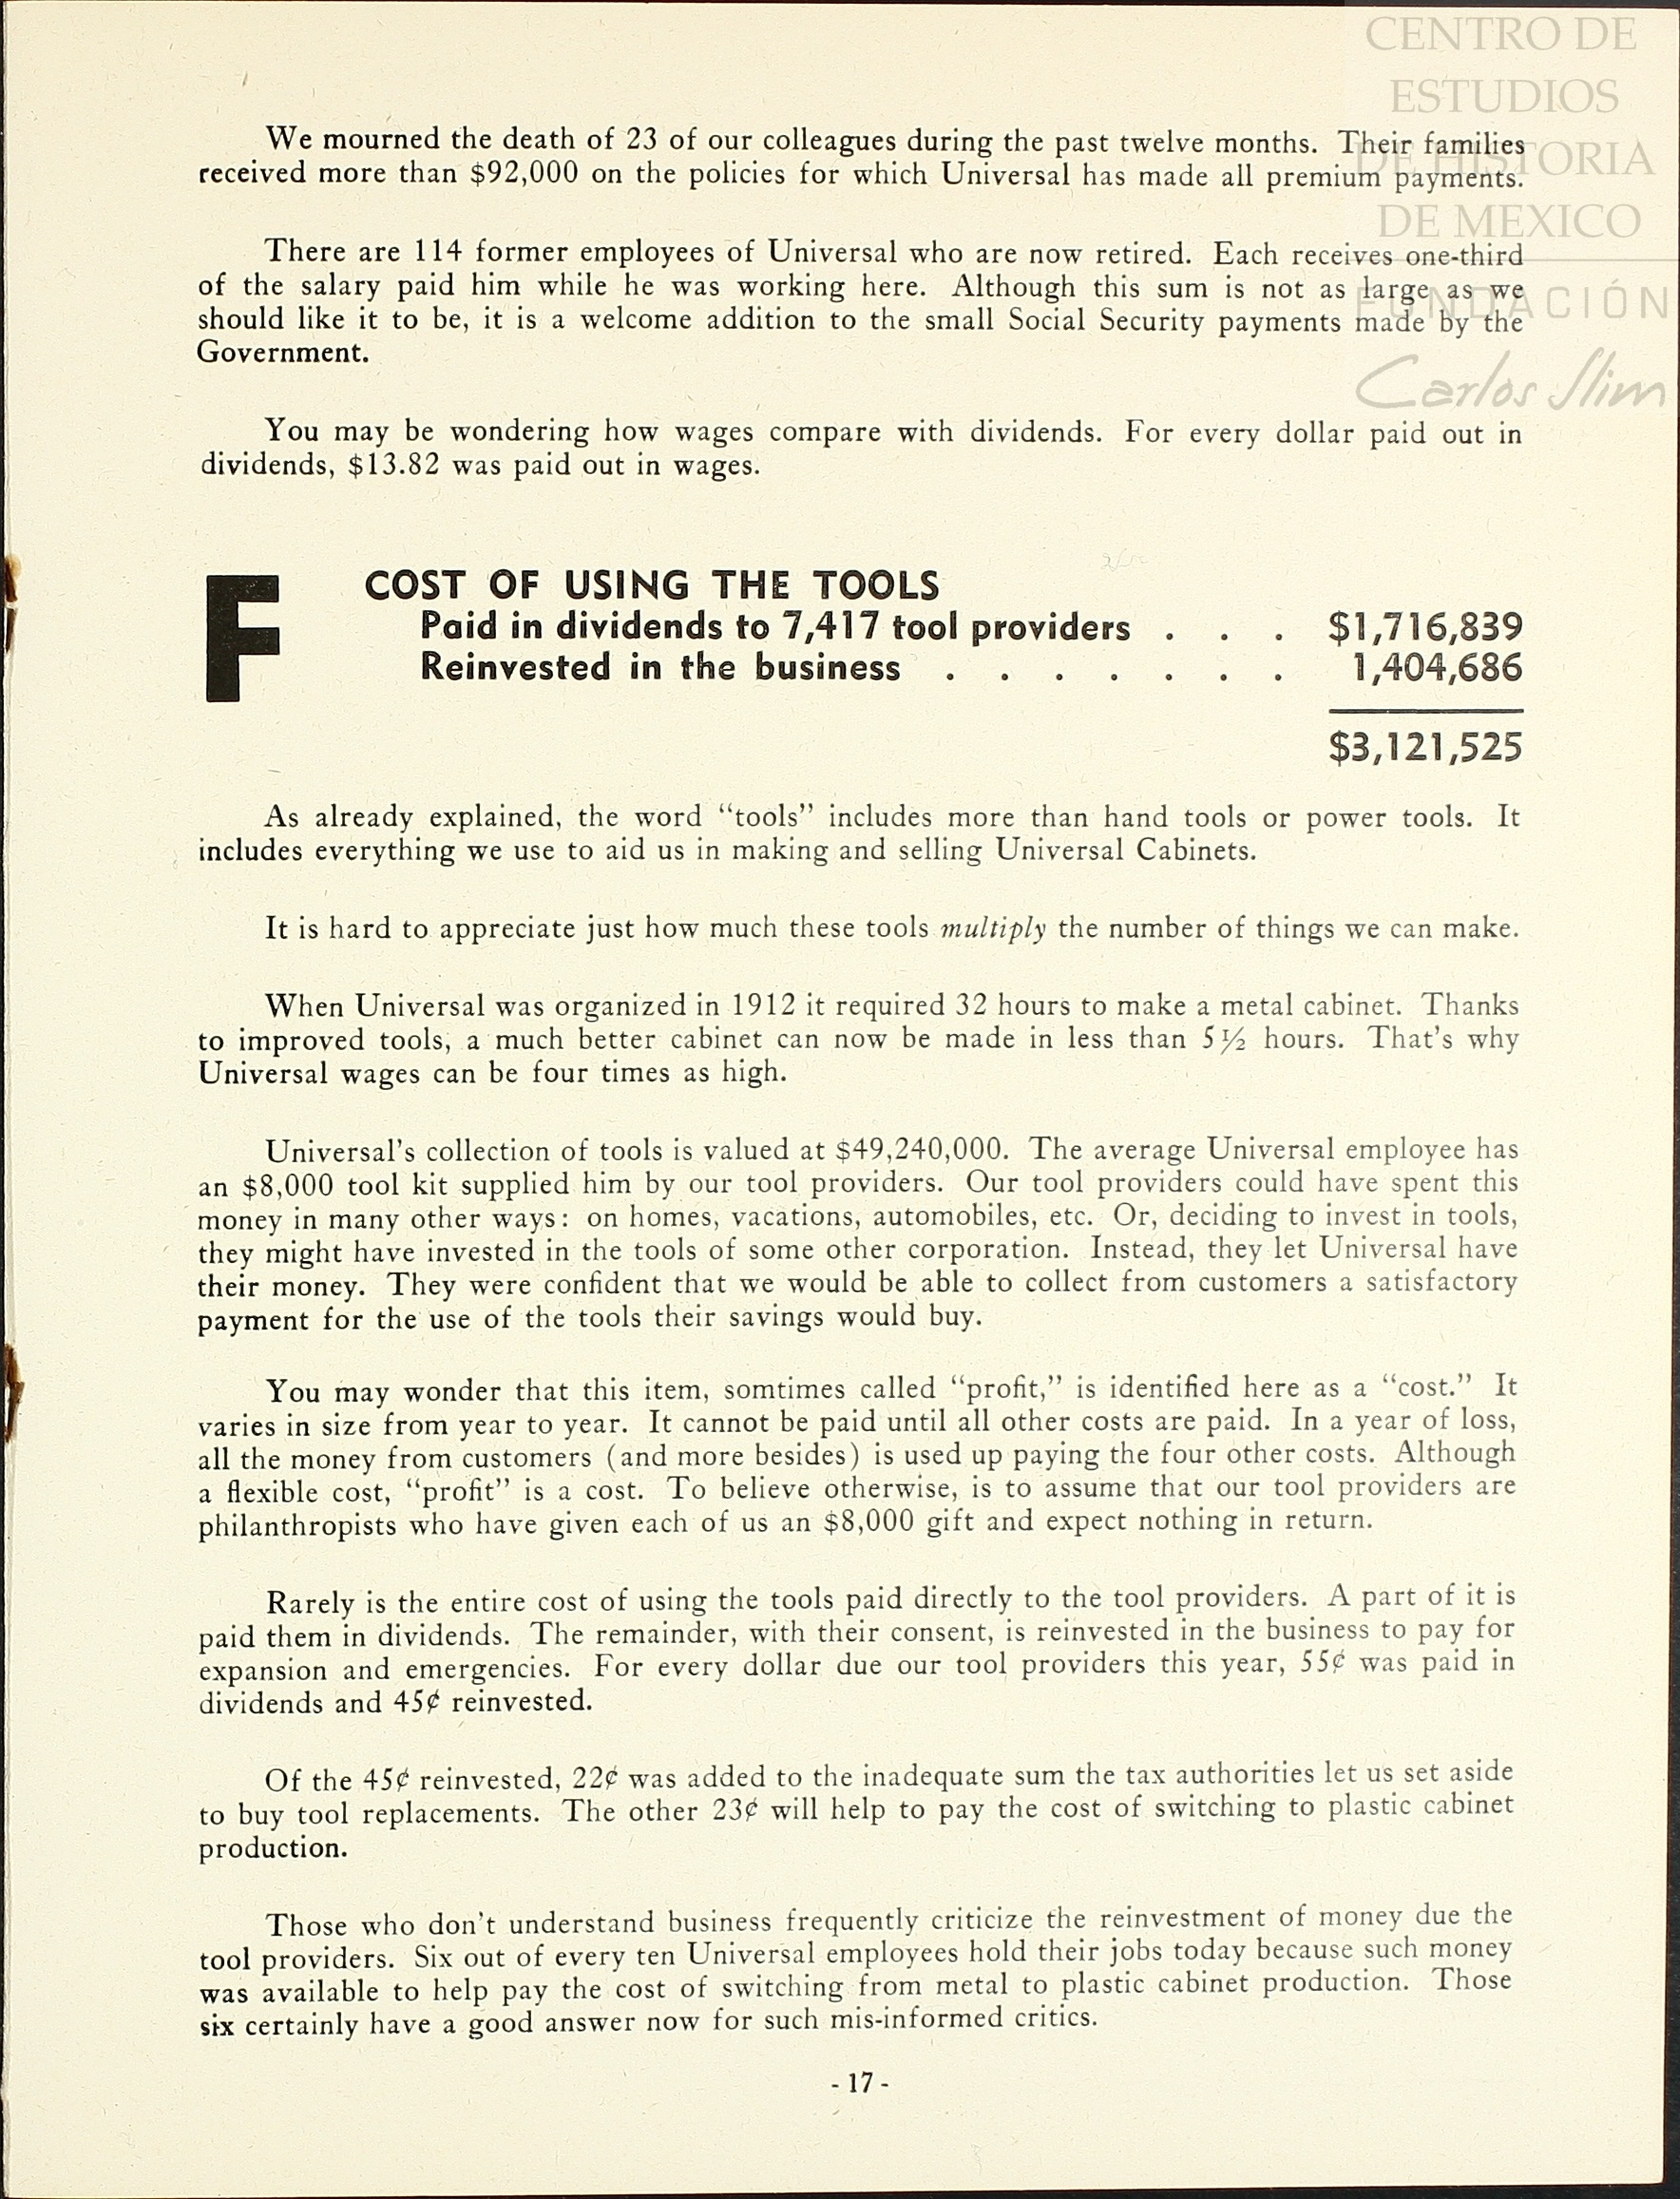 CENTRO DE
ESTUDIOS
DE HISTORIA
DE MEXICO
FUNDACIÓN
Carlos Slim
We mourned the death of 23 of our colleagues during the past twelve months. Their families
received more than $92,000 on the policies for which Universal has made all premium payments.
There are 114 former employees of Universal who are now retired. Each receives one-third
of the salary paid him while he was working here. Although this sum is not as large as we
should like it to be, it is a welcome addition to the small Social Security payments made by the
Government.
You may be wondering how wages compare with dividends. For every dollar paid out in
dividends, $13.82 was paid out in wages.
F COST OF USING THE TOOLS
Paid in dividends to 7,417 tool providers . . . $1,716,839
Reinvested in the business . . . . . . . 1,404,686
$3,121,525
As already explained, the word “tools” includes more than hand tools or power tools. It
includes everything we use to aid us in making and selling Universal Cabinets.
It is hard to appreciate just how much these tools multiply the number of things we can make.
When Universal was organized in 1912 it required 32 hours to make a metal cabinet. Thanks
to improved tools, a much better cabinet can now be made in less than 5½ hours. That’s why
Universal wages can be four times as high.
Universal’s collection of tools is valued at $49,240,000. The average Universal employee has
an $8,000 tool kit supplied him by our tool providers. Our tool providers could have spent this
money in many other ways: on homes, vacations, automobiles, etc. Or, deciding to invest in tools,
they might have invested in the tools of some other corporation. Instead, they let Universal have
their money. They were confident that we would be able to collect from customers a satisfactory
payment for the use of the tools their savings would buy.
You may wonder that this item, somtimes called “profit,” is identified here as a “cost.” It
varies in size from year to year. It cannot be paid until all other costs are paid. In a year of loss,
all the money from customers (and more besides) is used up paying the four other costs. Although
a flexible cost, “profit” is a cost. To believe otherwise, is to assume that our tool providers are
philanthropists who have given each of us an $8,000 gift and expect nothing in return.
Rarely is the entire cost of using the tools paid directly to the tool providers. A part of it is
paid them in dividends. The remainder, with their consent, is reinvested in the business to pay for
expansion and emergencies. For every dollar due our tool providers this year, 55¢ was paid in
dividends and 45¢ reinvested.
Of the 45¢ reinvested, 22¢ was added to the inadequate sum the tax authorities let us set aside
to buy tool replacements. The other 23¢ will help to pay the cost of switching to plastic cabinet
production.
Those who don’t understand business frequently criticize the reinvestment of money due the
tool providers. Six out of every ten Universal employees hold their jobs today because such money
was available to help pay the cost of switching from metal to plastic cabinet production. Those
six certainly have a good answer now for such mis-informed critics.
- 17 -